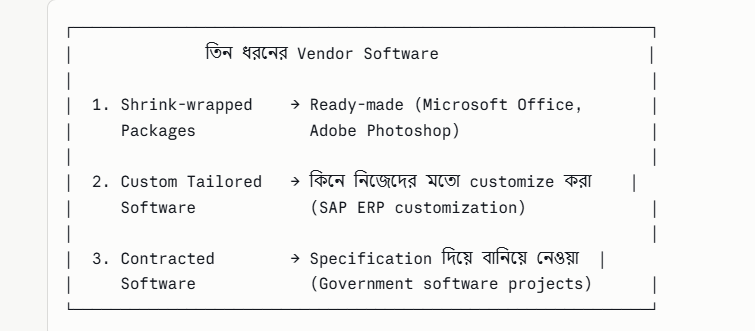 তিন ধরনের Vendor Software
1. Shrink-wrapped → Ready-made (Microsoft Office,
Packages Adobe Photoshop)
2. Custom Tailored → কিনে নিজেদের মতো customize করা
Software (SAP ERP customization)
3. Contracted → Specification দিয়ে বানিয়ে নেওয়া
Software (Government software projects)